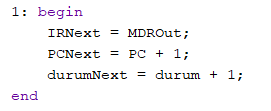 1: begin
IRNext = MDROut;
PCNext = PC + 1;
durumNext = durum + 1;
end